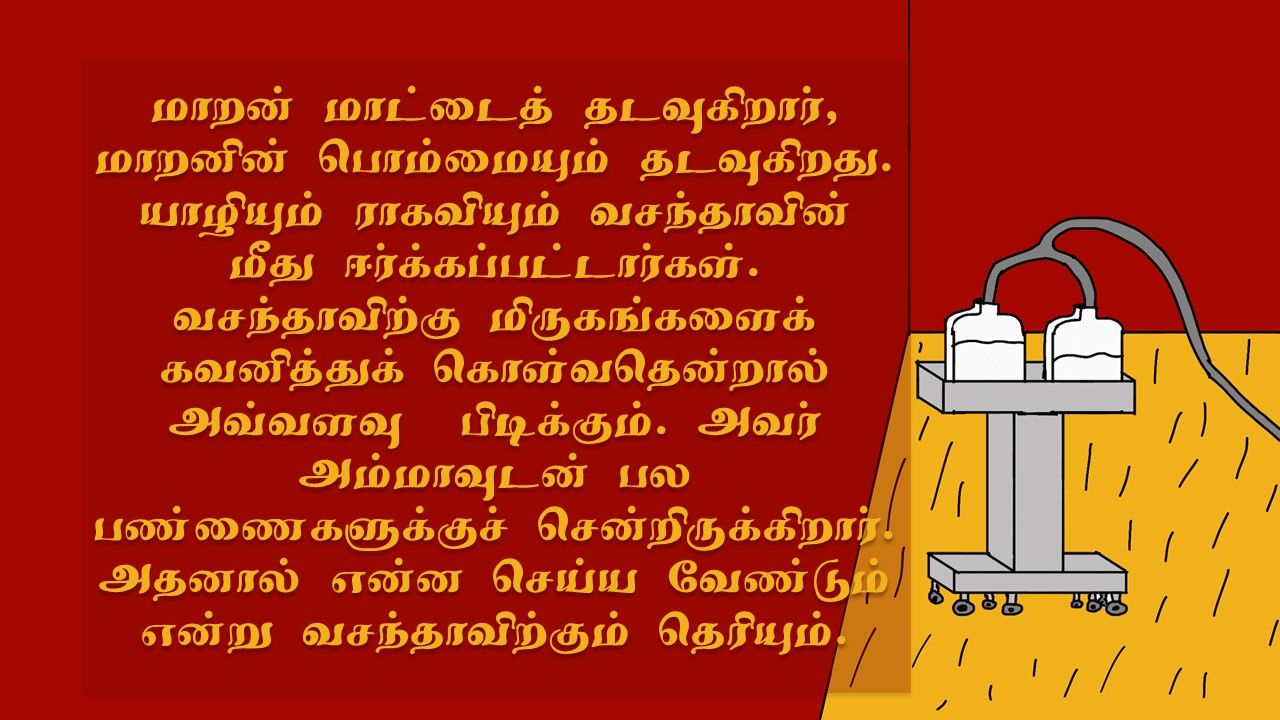 மாறன் மாட்டைத் தடவுகிறார்,
மாறனின் பொம்மையும் தடவுகிறது.
யாழியும் ராகவியும் வசந்தாவின்
மீது ஈர்க்கப்பட்டார்கள்.
வசந்தாவிற்கு மிருகங்களைக்
கவனித்துக் கொள்வதென்றால்
அவ்வளவு பிடிக்கும். அவர்
அம்மாவுடன் பல
பண்ணைகளுக்குச் சென்றிருக்கிறார்.
அதனால் என்ன செய்ய வேண்டும்
என்று வசந்தாவிற்கும் தெரியும்.